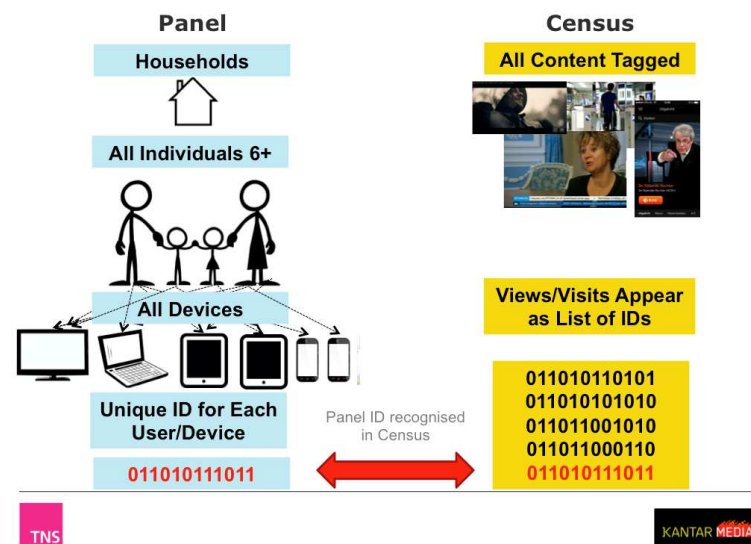 Panel
Households
All Individuals 6+
All Devices
Unique ID for Each
User/Device
011010111011
Panel ID recognised
in Census
Census
All Content Tagged
Views/Visits Appear
as List of IDs
011010110101
011010101010
011011001010
011011000110
011010111011
TNS
KANTAR MEDIA